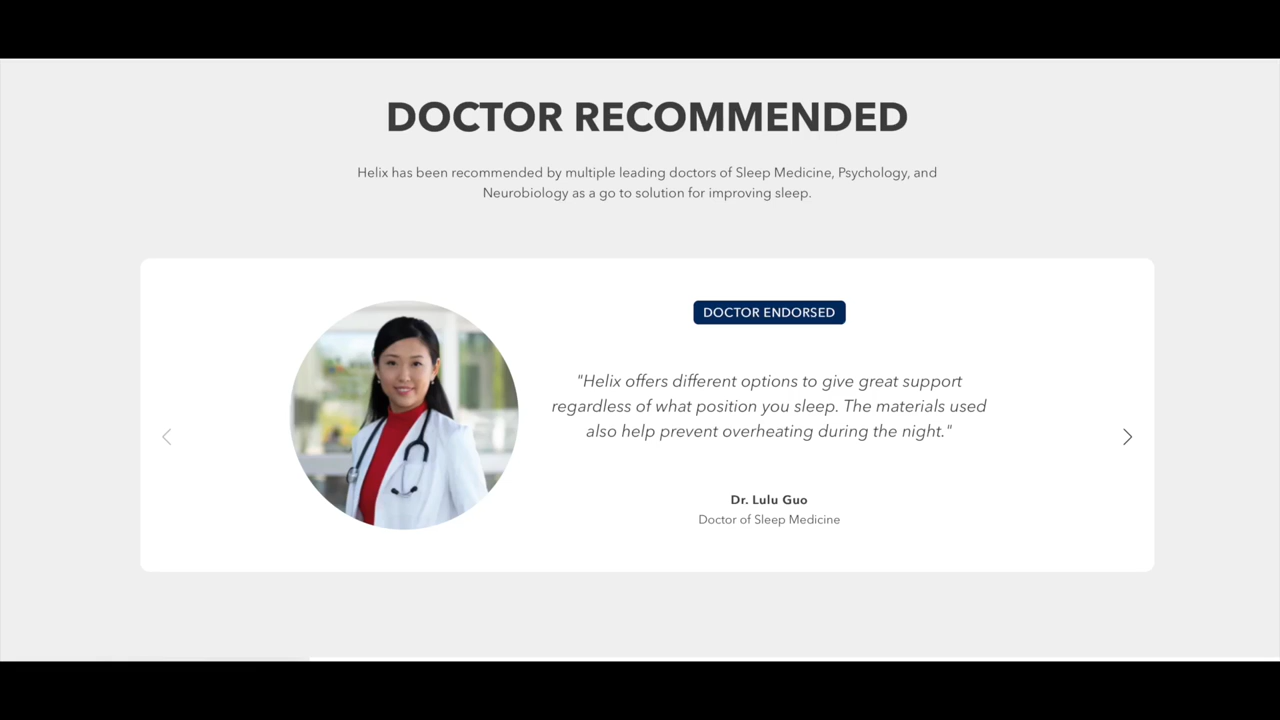 DOCTOR RECOMMENDED
Helix has been recommended by multiple leading doctors of Sleep Medicine, Psychology, and
Neurobiology as a go to solution for improving sleep.
DOCTOR ENDORSED
"Helix offers different options to give great support
regardless of what position you sleep. The materials used
also help prevent overheating during the night."
Dr. Lulu Guo
Doctor of Sleep Medicine